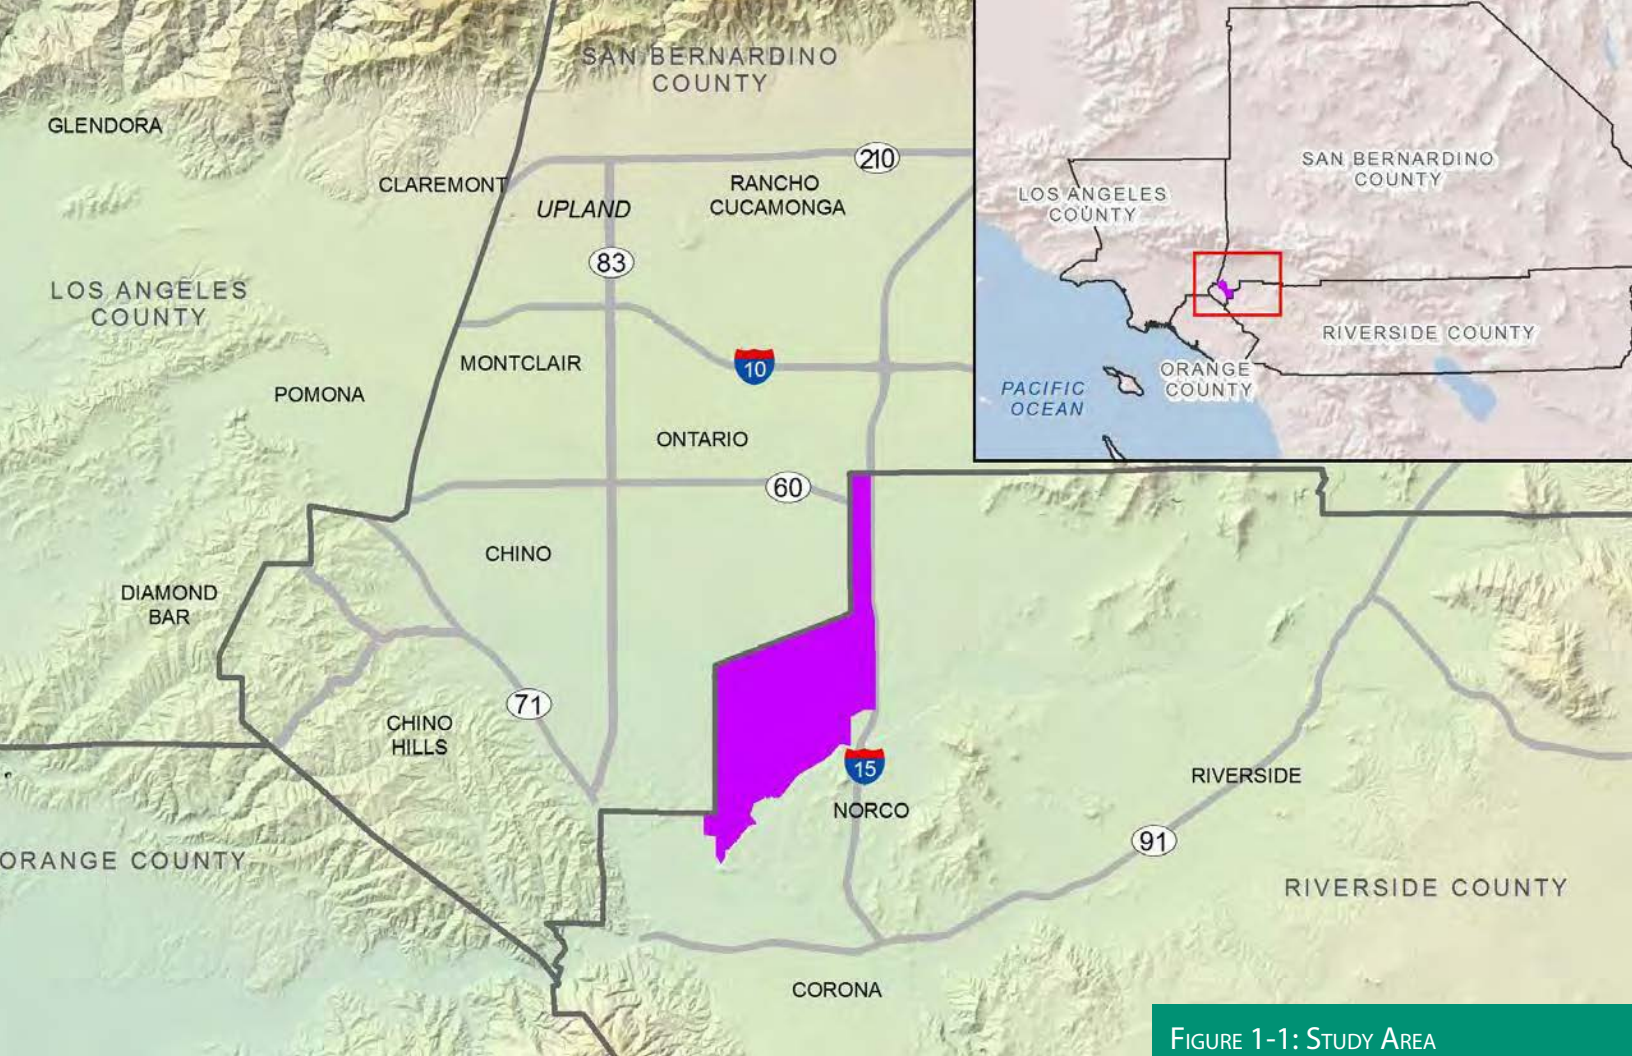 SAN BERNARDINO
COUNTY
GLENDORA
CLAREMONT
210
RANCHO
CUCAMONGA
UPLAND
83
LOS ANGELES
COUNTY
MONTCLAIR
10
POMONA
ONTARIO
60
CHINO
DIAMOND
BAR
71
CHINO
HILLS
15
NORCO
RIVERSIDE
91
ORANGE COUNTY
RIVERSIDE COUNTY
CORONA
SAN BERNARDINO
COUNTY
LOS ANGELES
COUNTY
RIVERSIDE COUNTY
ORANGE
COUNTY
PACIFIC
OCEAN
FIGURE 1-1: STUDY AREA